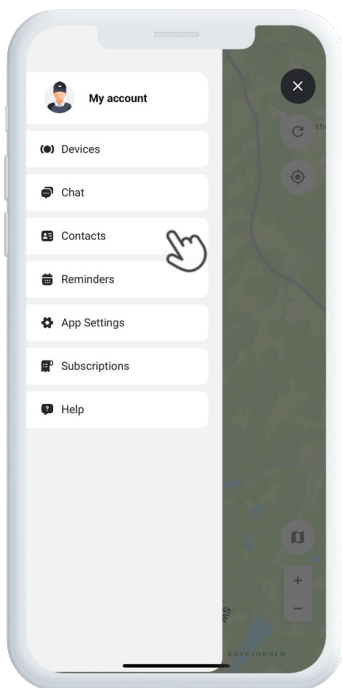 My account
Devices
Chat
Contacts
Reminders
App Settings
Subscriptions
Help